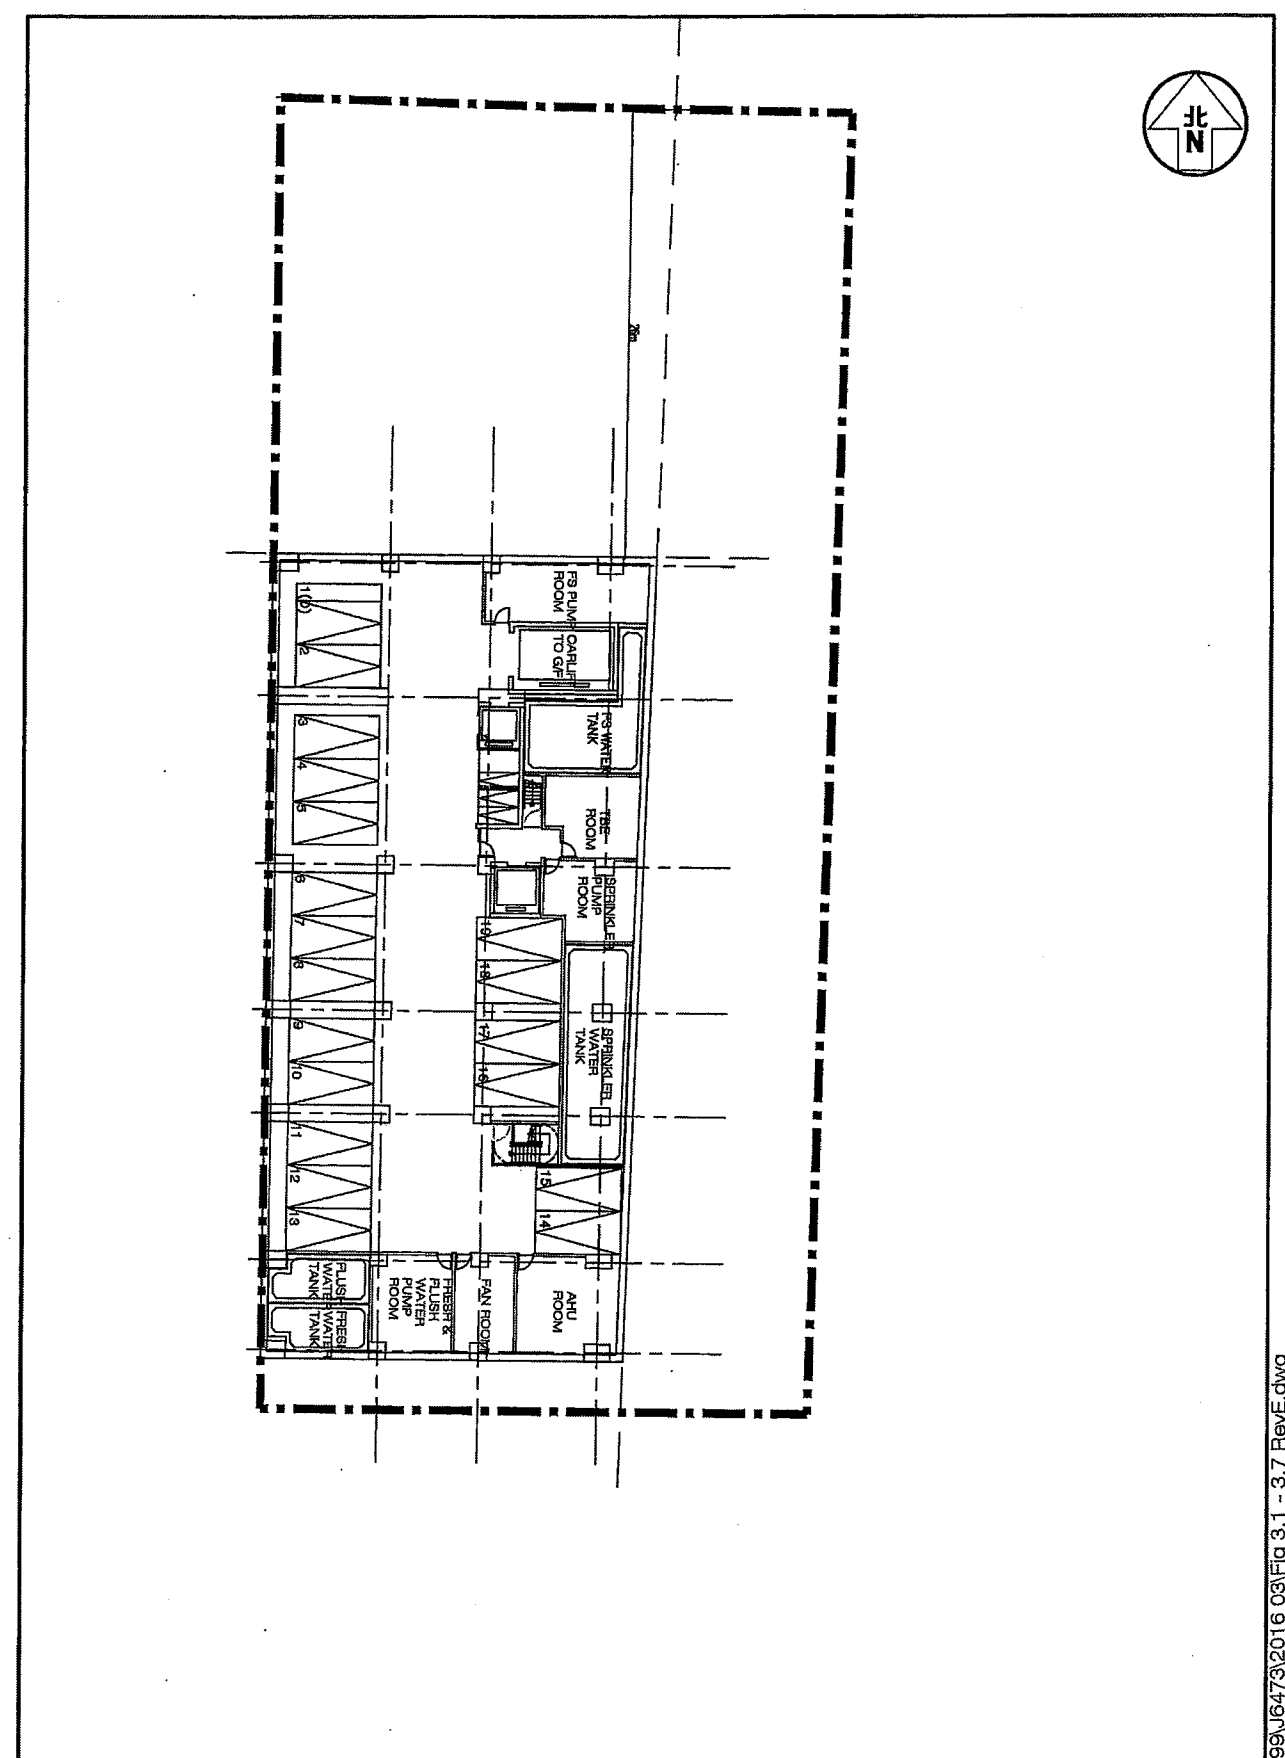 北
N
26m
FS PUMP
ROOM
CARLIF
TO G/F
1(D)
2
FS WATER
TANK
3
4
5
TBE
ROOM
SPRINKLER
PUMP
ROOM
6
7
8
19
18
17
16
SPRINKLER
WATER
TANK
9
10
11
12
13
15
14
FLUSH
WATER
TANK
FRESH
WATER
TANK
FRESH &
FLUSH
WATER
PUMP
ROOM
FAN ROOM
AHU
ROOM
99\J6473\2016 03\Fig 3.1 - 3.7 RevE.dwg